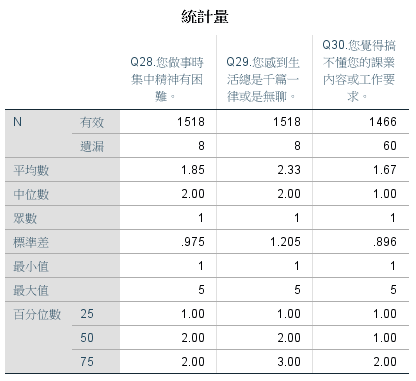 統計量
Q28.您做事時集中精神有困難。 Q29.您感到生活總是千篇一律或是無聊。 Q30.您覺得搞不懂您的課業內容或工作要求。
N 有效 1518 1518 1466
遺漏 8 8 60
平均數 1.85 2.33 1.67
中位數 2.00 2.00 1.00
眾數 1 1 1
標準差 .975 1.205 .896
最小值 1 1 1
最大值 5 5 5
百分位數 25 1.00 1.00 1.00
50 2.00 2.00 1.00
75 2.00 3.00 2.00